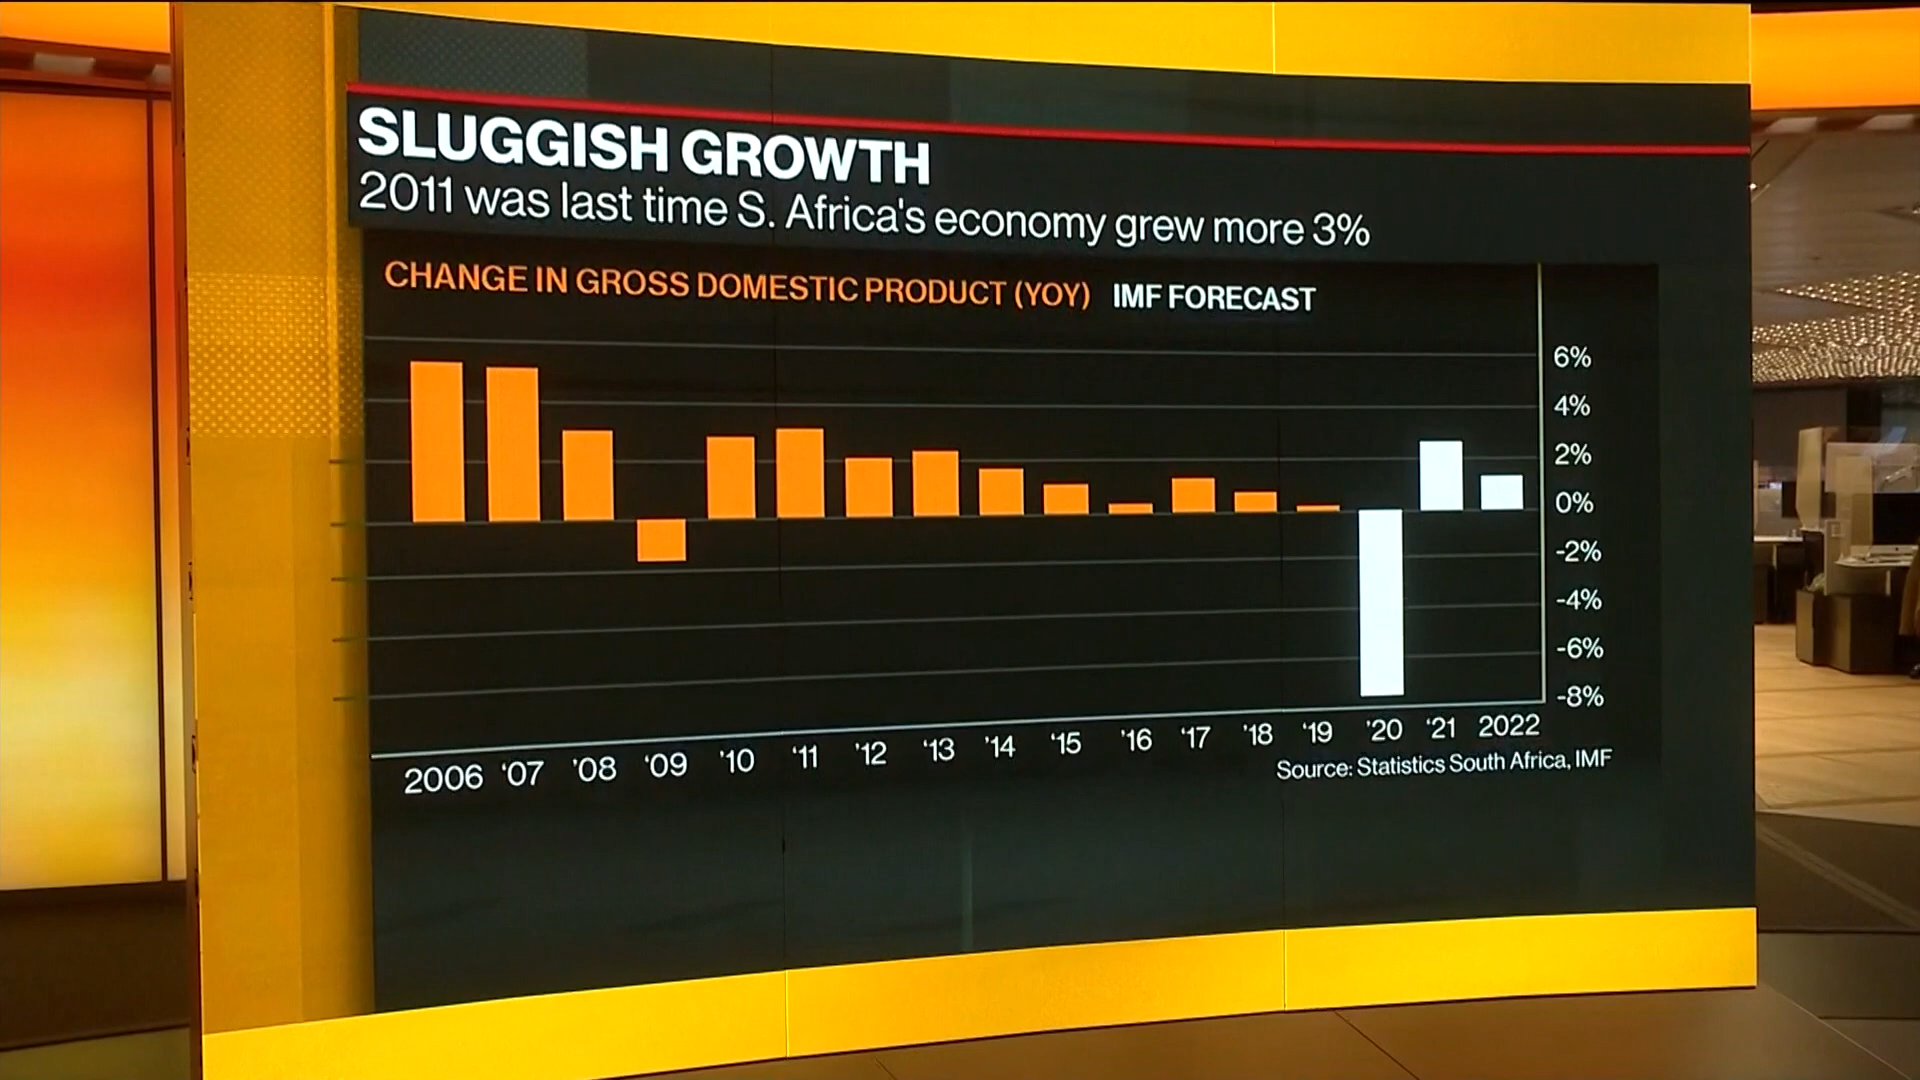 SLUGGISH GROWTH
2011 was last time S. Africa's economy grew more 3%
CHANGE IN GROSS DOMESTIC PRODUCT (YOY) IMF FORECAST
6%
4%
2%
0%
-2%
-4%
-6%
-8%
2006 '07 '08 '09 '10 '11 '12 '13 '14 '15 '16 '17 '18 '19 '20 '21 2022
Source: Statistics South Africa, IMF